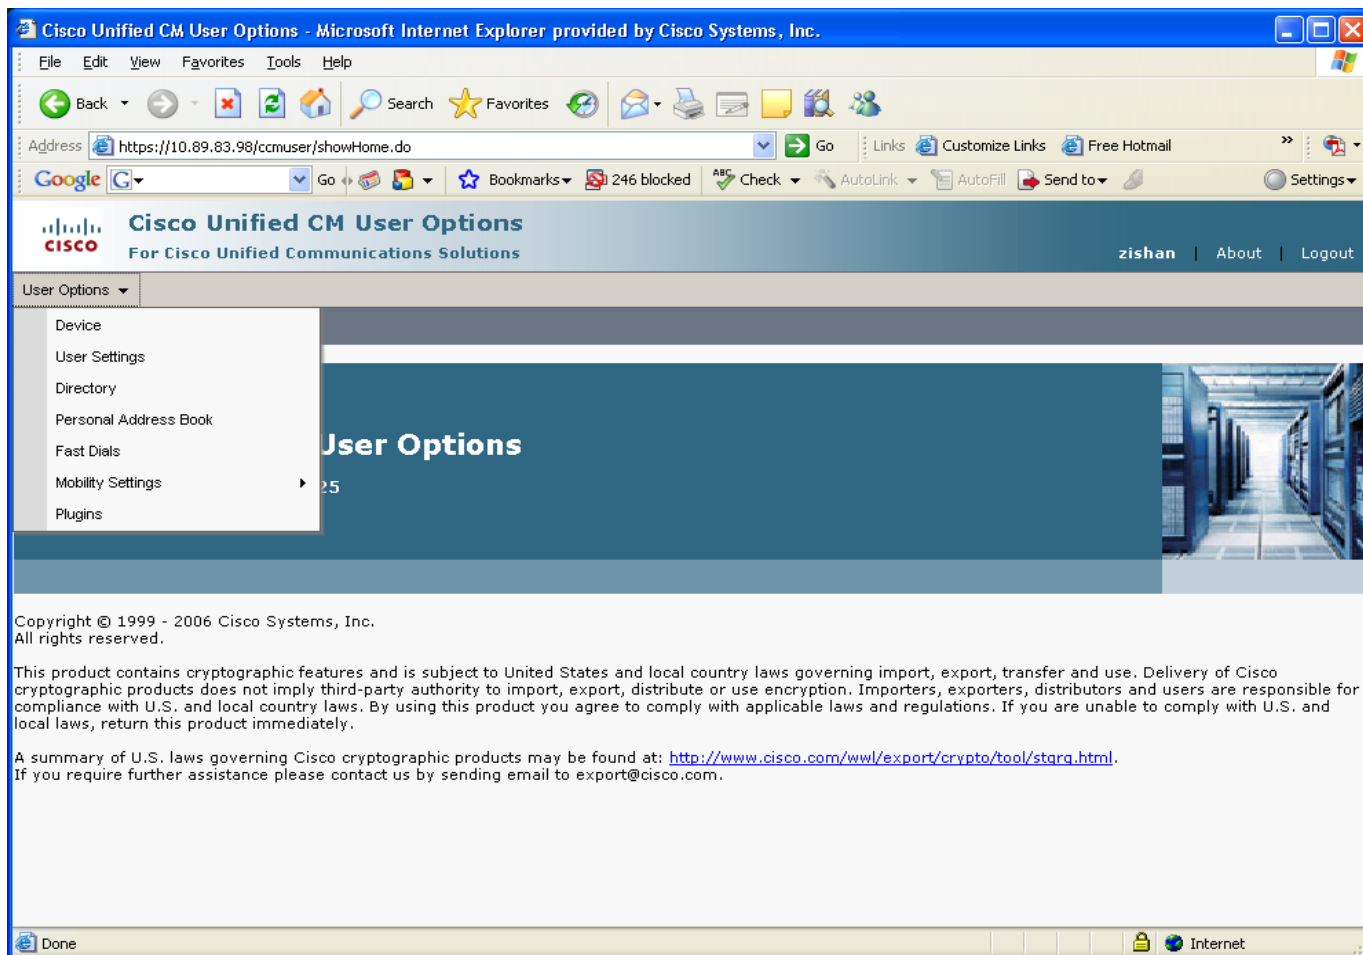 Cisco Unified CM User Options - Microsoft Internet Explorer provided by Cisco Systems, Inc.
File Edit View Favorites Tools Help
Back Search Favorites
Address https://10.89.83.98/ccmuser/showHome.do Go Links Customize Links Free Hotmail »
Google G Go Bookmarks 246 blocked ABC Check AutoLink AutoFill Send to Settings
cisco
Cisco Unified CM User Options
For Cisco Unified Communications Solutions
zishan | About | Logout
User Options
Device
User Settings
Directory
Personal Address Book
Fast Dials
Mobility Settings
Plugins
User Options
25
Copyright © 1999 - 2006 Cisco Systems, Inc.
All rights reserved.
This product contains cryptographic features and is subject to United States and local country laws governing import, export, transfer and use. Delivery of Cisco
cryptographic products does not imply third-party authority to import, export, distribute or use encryption. Importers, exporters, distributors and users are responsible for
compliance with U.S. and local country laws. By using this product you agree to comply with applicable laws and regulations. If you are unable to comply with U.S. and
local laws, return this product immediately.
A summary of U.S. laws governing Cisco cryptographic products may be found at: http://www.cisco.com/wwl/export/crypto/tool/stqrg.html.
If you require further assistance please contact us by sending email to export@cisco.com.
Done Internet